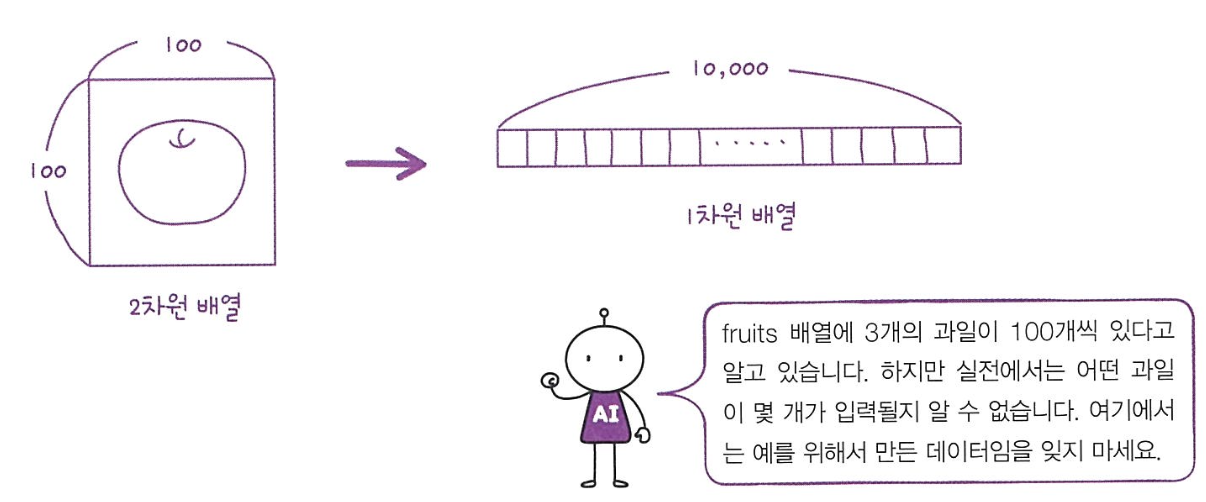 100
100
2차원 배열
10,000
1차원 배열
AI
fruits 배열에 3개의 과일이 100개씩 있다고
알고 있습니다. 하지만 실전에서는 어떤 과일
이 몇 개가 입력될지 알 수 없습니다. 여기에서
는 예를 위해서 만든 데이터임을 잊지 마세요.